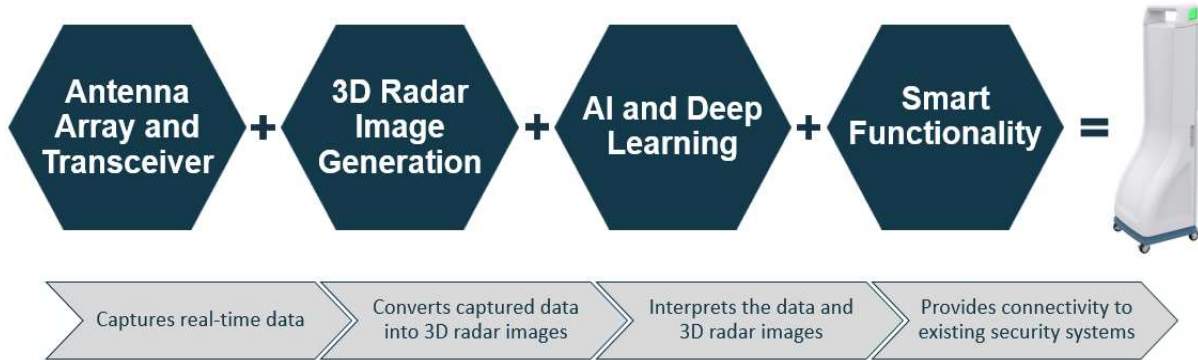 Antenna
Array and
Transceiver
+
3D Radar
Image
Generation
+
AI and Deep
Learning
+
Smart
Functionality
=
Captures real-time data
Converts captured data
into 3D radar images
Interprets the data and
3D radar images
Provides connectivity to
existing security systems